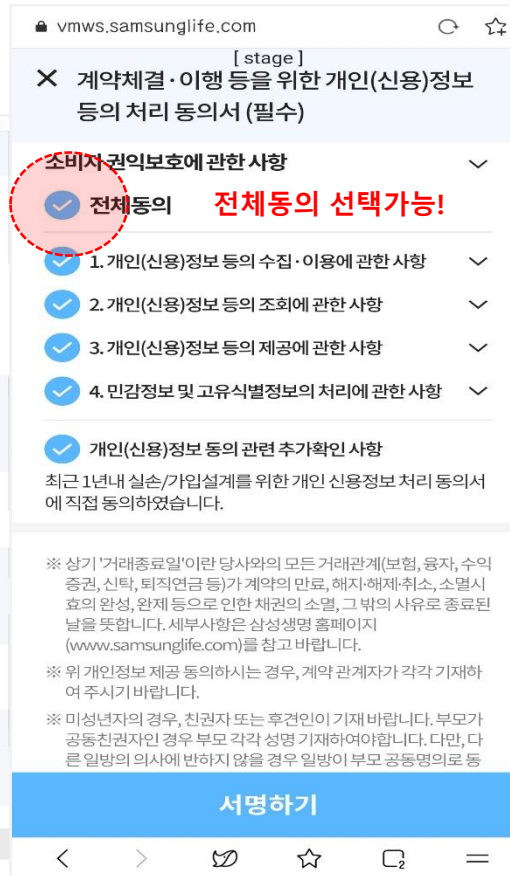 vmws.samsunglife.com
[ stage ]
계약체결·이행 등을 위한 개인(신용)정보
등의 처리 동의서 (필수)
소비자 권익보호에 관한 사항
전체동의 전체동의 선택가능!
1. 개인(신용)정보 등의 수집·이용에 관한 사항
2. 개인(신용)정보 등의 조회에 관한 사항
3. 개인(신용)정보 등의 제공에 관한 사항
4. 민감정보 및 고유식별정보의 처리에 관한 사항
개인(신용)정보 동의 관련 추가확인 사항
최근 1년내 실손/가입설계를 위한 개인 신용정보 처리 동의서
에 직접 동의하였습니다.
※ 상기 '거래종료일'이란 당사와의 모든 거래관계(보험, 융자, 수익
증권, 신탁, 퇴직연금 등)가 계약의 만료, 해지·해제·취소, 소멸시
효의 완성, 완제 등으로 인한 채권의 소멸, 그 밖의 사유로 종료된
날을 뜻합니다. 세부사항은 삼성생명 홈페이지
(www.samsunglife.com)를 참고 바랍니다.
※ 위 개인정보 제공 동의하시는 경우, 계약 관계자가 각각 기재하
여 주시기 바랍니다.
※ 미성년자의 경우, 친권자 또는 후견인이 기재 바랍니다. 부모가
공동친권자인 경우 부모 각각 성명 기재하여야합니다. 다만, 다
른 일방의 의사에 반하지 않을 경우 일방이 부모 공동명의로 동
서명하기
2